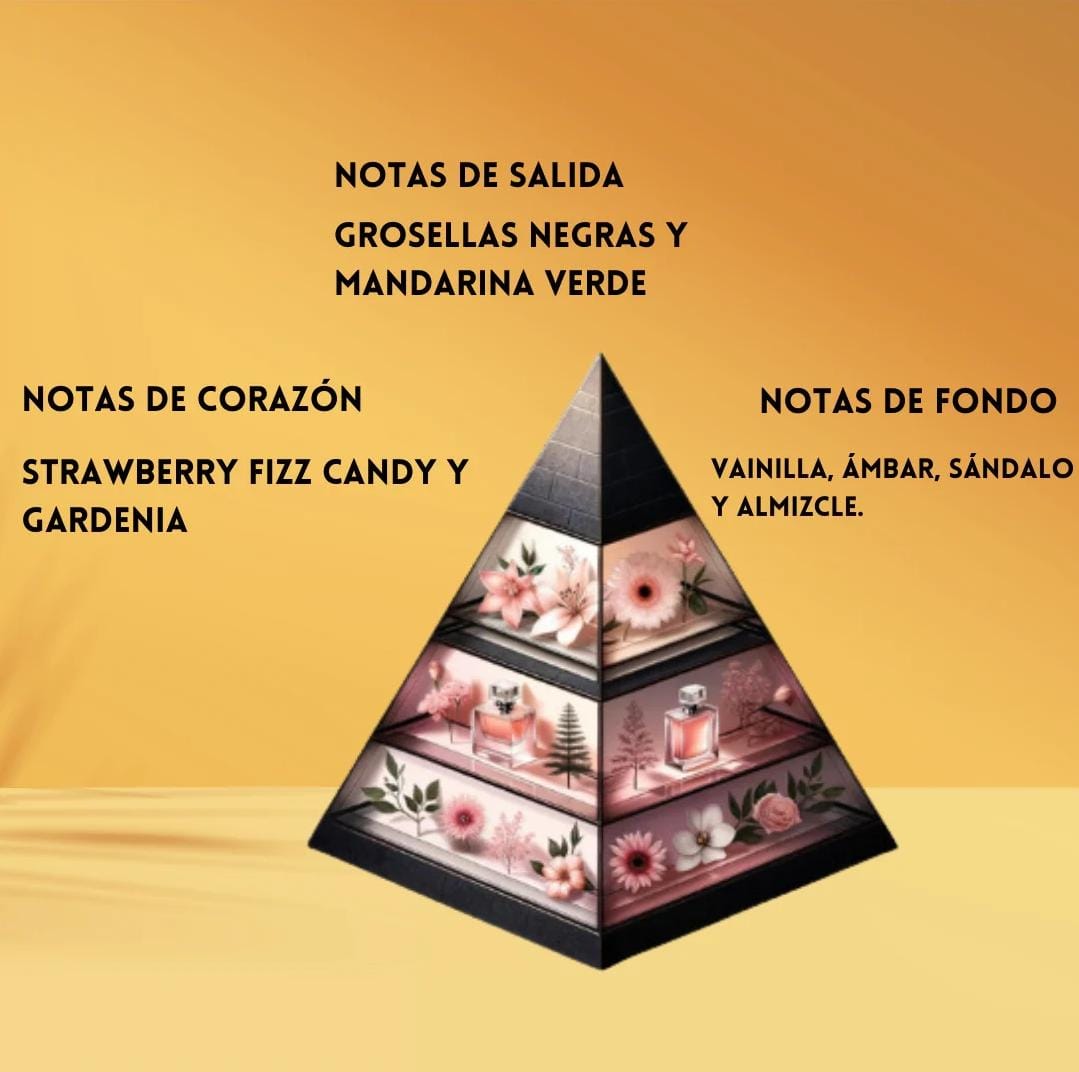 NOTAS DE SALIDA
GROSELLAS NEGRAS Y
MANDARINA VERDE
NOTAS DE CORAZÓN
STRAWBERRY FIZZ CANDY Y
GARDENIA
NOTAS DE FONDO
VAINILLA, ÁMBAR, SÁNDALO
Y ALMIZCLE.